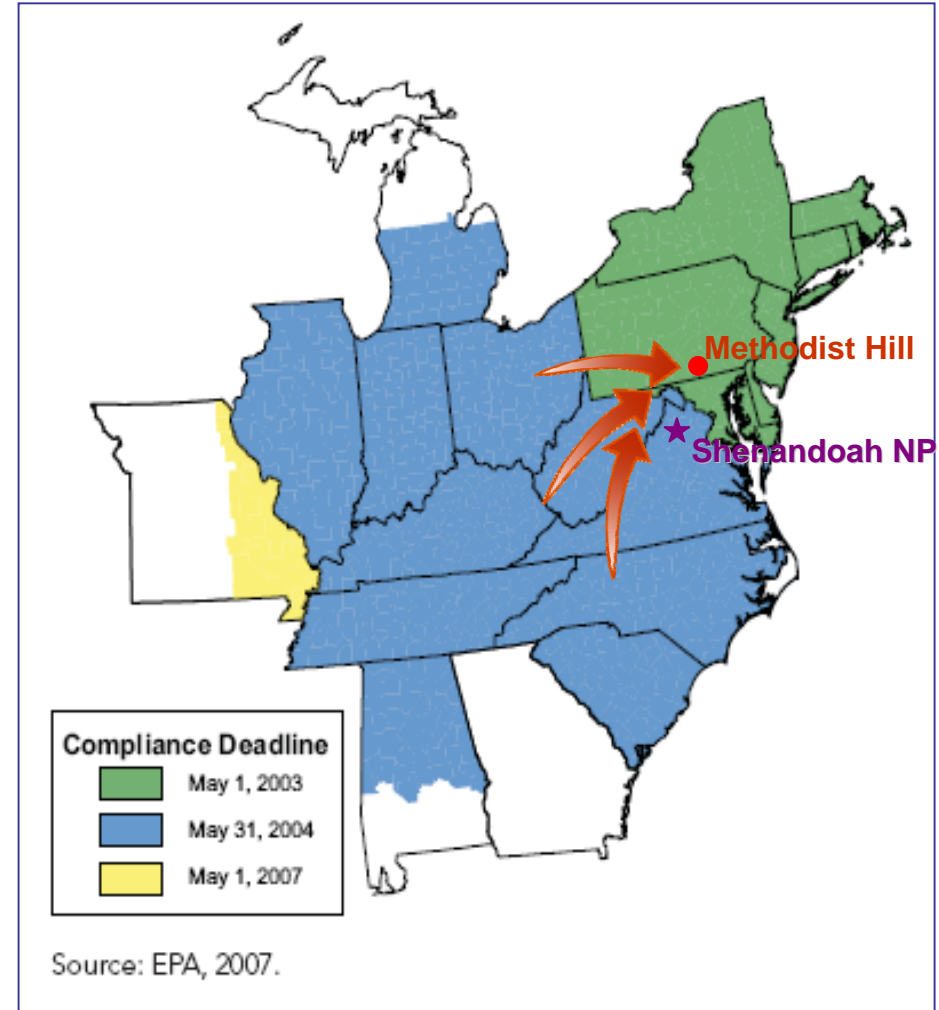 Methodist Hill
Shenandoah NP
Compliance Deadline
May 1, 2003
May 31, 2004
May 1, 2007
Source: EPA, 2007.